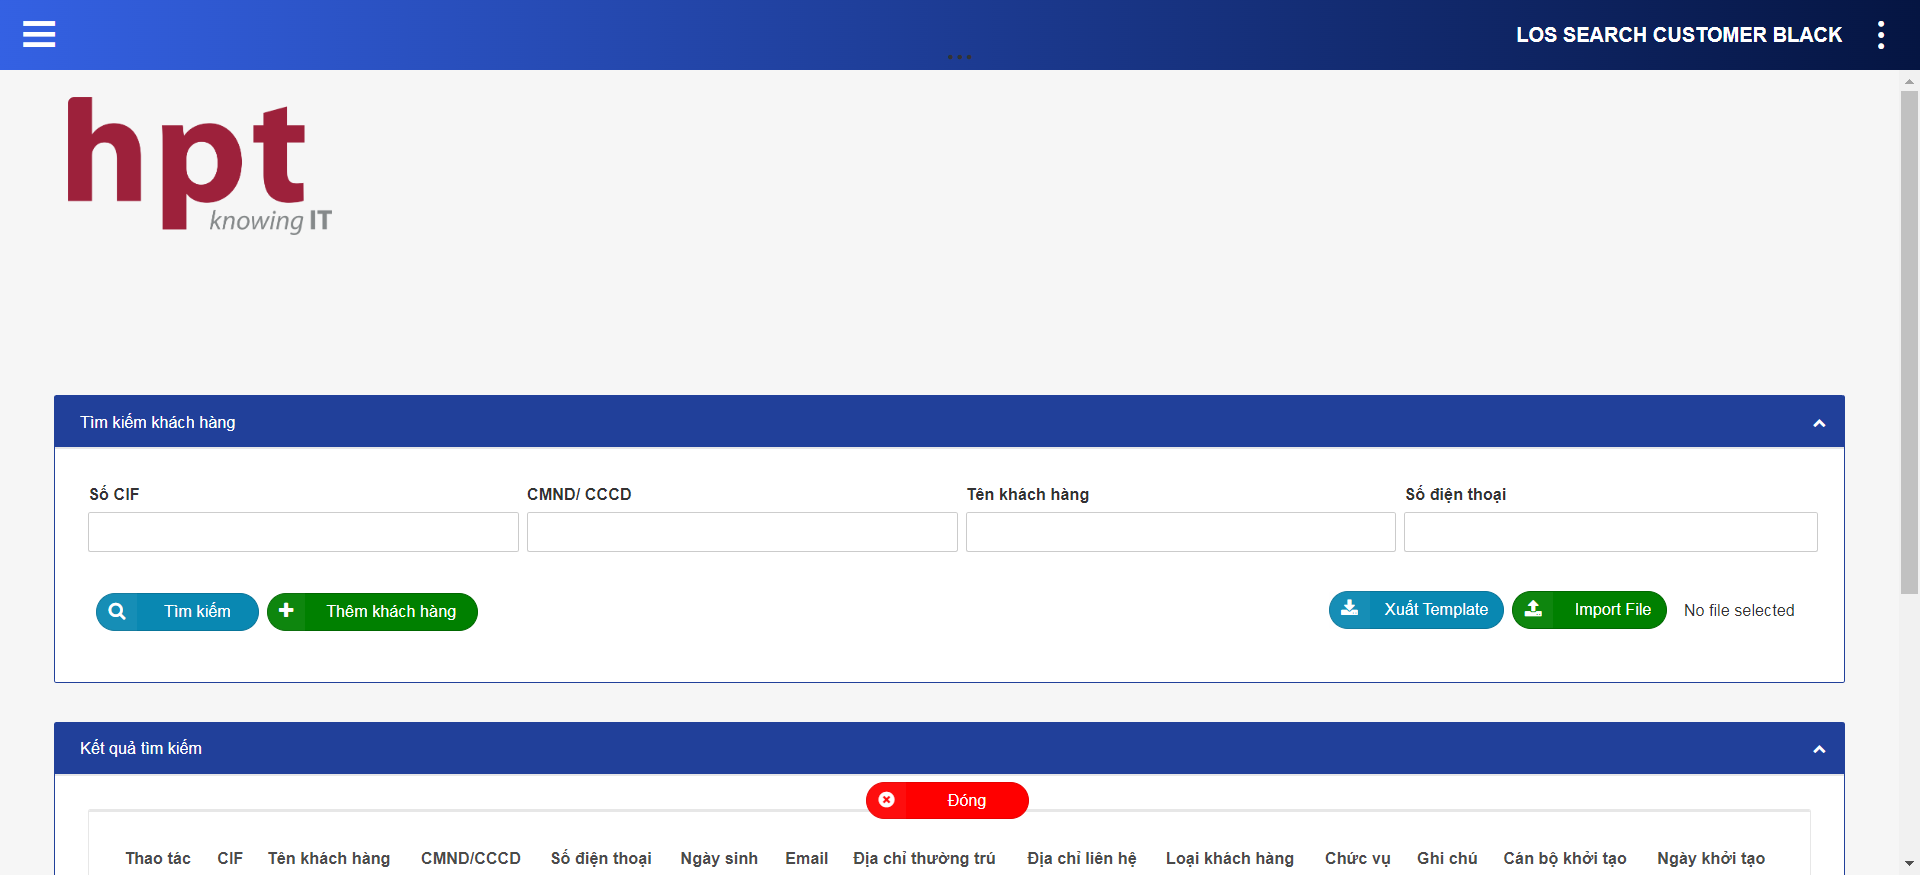 LOS SEARCH CUSTOMER BLACK
hpt
knowing IT
Tìm kiếm khách hàng
Số CIF CMND/ CCCD Tên khách hàng Số điện thoại
Tìm kiếm Thêm khách hàng Xuất Template Import File No file selected
Kết quả tìm kiếm
Đóng
Thao tác CIF Tên khách hàng CMND/CCCD Số điện thoại Ngày sinh Email Địa chỉ thường trú Địa chỉ liên hệ Loại khách hàng Chức vụ Ghi chú Cán bộ khởi tạo Ngày khởi tạo